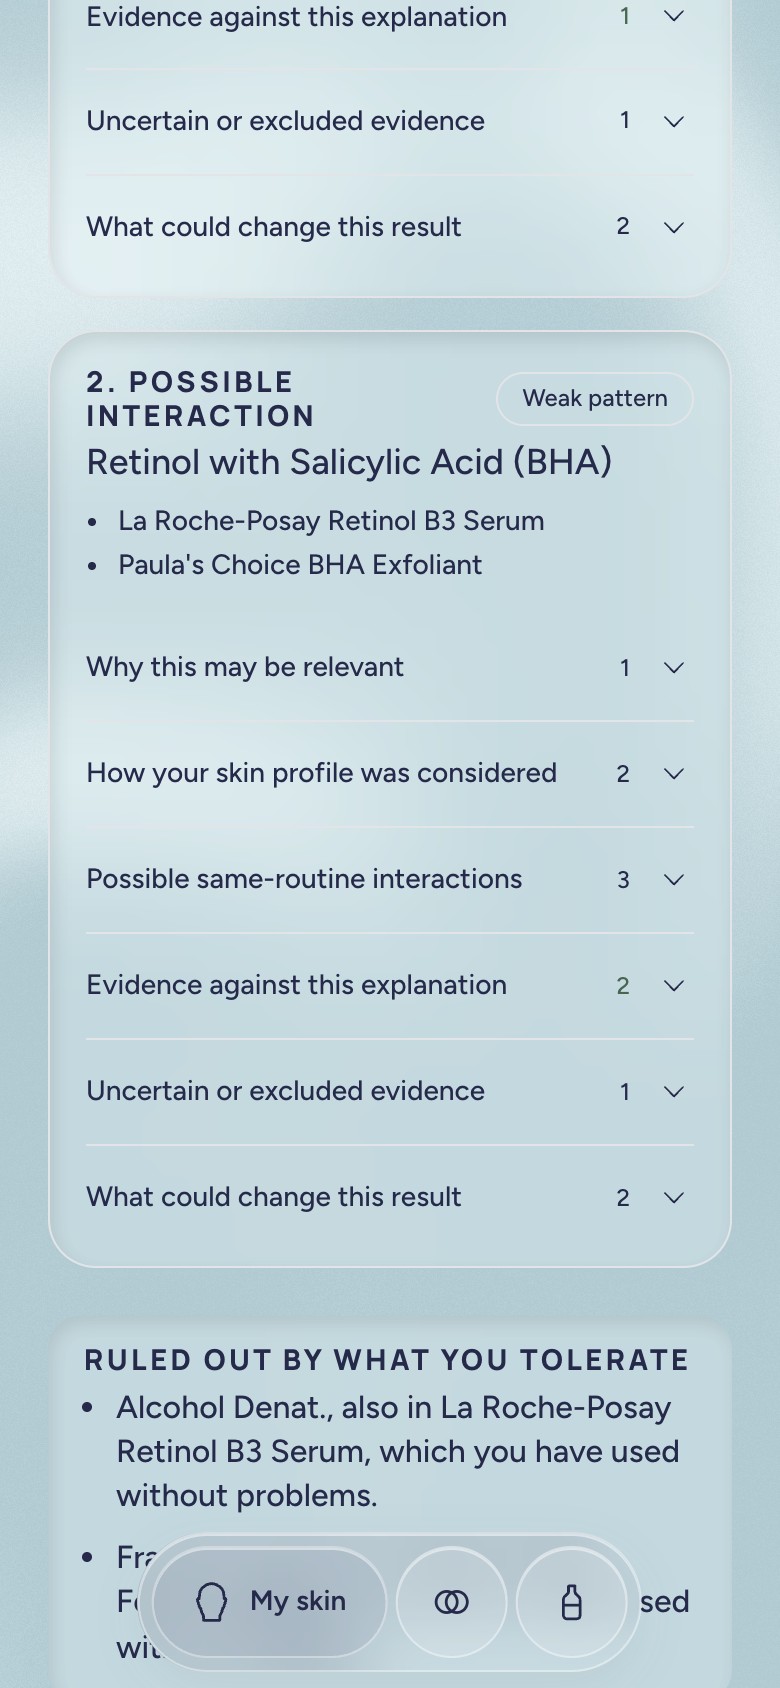 Evidence against this explanation 1
Uncertain or excluded evidence 1
What could change this result 2
2. POSSIBLE
INTERACTION
Weak pattern
Retinol with Salicylic Acid (BHA)
• La Roche-Posay Retinol B3 Serum
• Paula's Choice BHA Exfoliant
Why this may be relevant 1
How your skin profile was considered 2
Possible same-routine interactions 3
Evidence against this explanation 2
Uncertain or excluded evidence 1
What could change this result 2
RULED OUT BY WHAT YOU TOLERATE
• Alcohol Denat., also in La Roche-Posay
Retinol B3 Serum, which you have used
without problems.
My skin